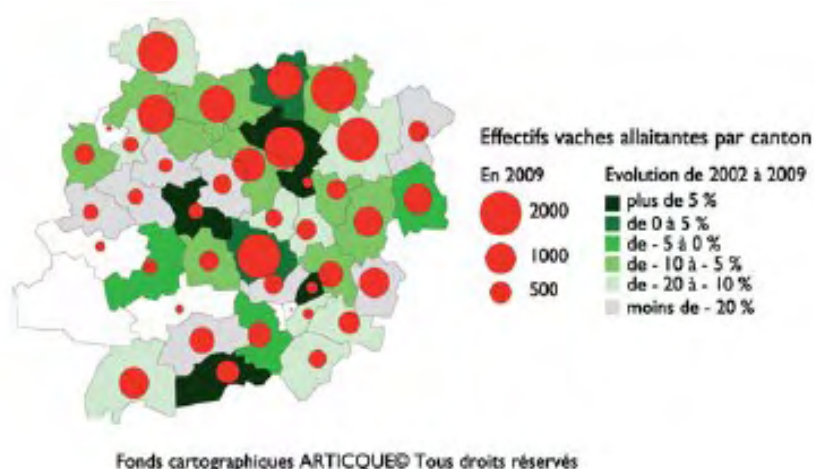 Effectifs vaches allaitantes par canton
En 2009
2000
1000
500
Evolution de 2002 à 2009
plus de 5 %
de 0 à 5 %
de - 5 à 0 %
de - 10 à - 5 %
de - 20 à - 10 %
moins de - 20 %
Fonds cartographiques ARTICQUE© Tous droits réservés